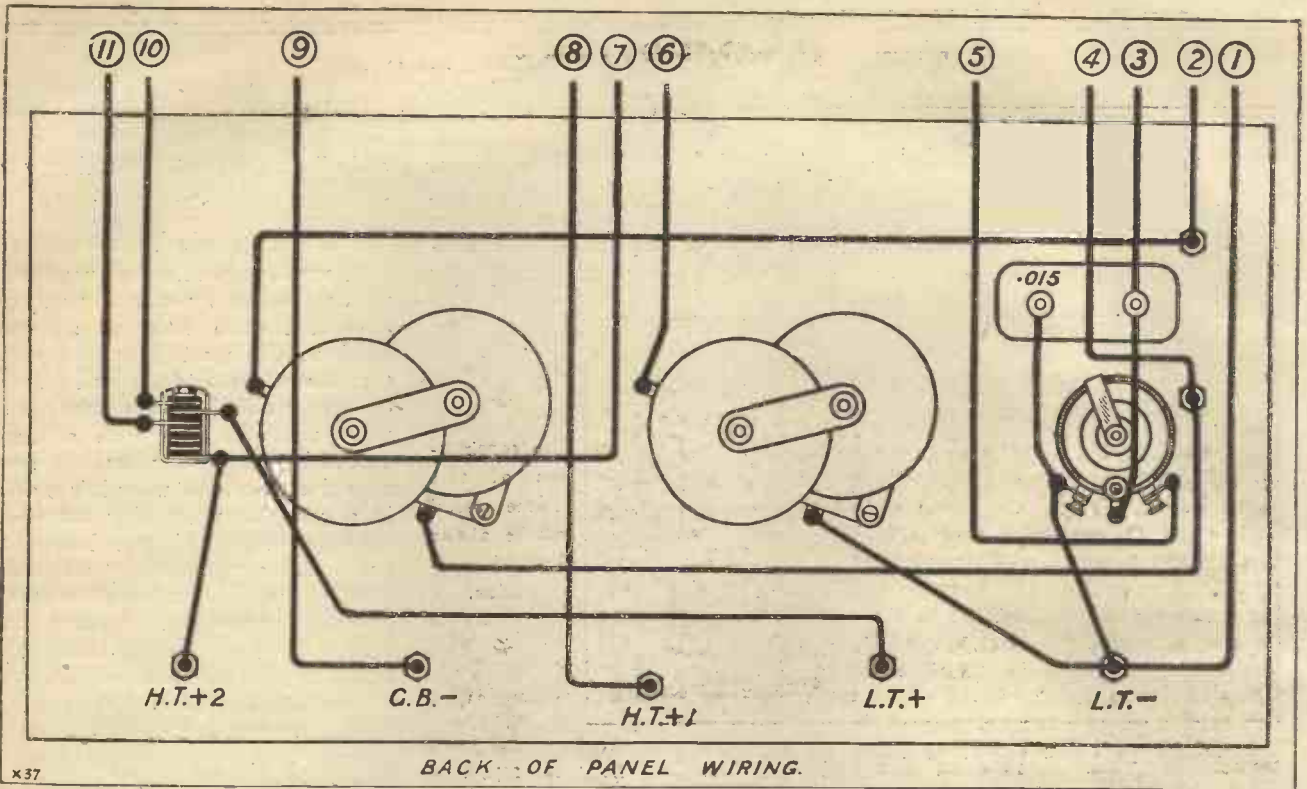 11 10 9 8 7 6 5 4 3 2 1
.015
H.T.+2 G.B.- H.T.+1 L.T.+ L.T.-
BACK OF PANEL WIRING.
x37